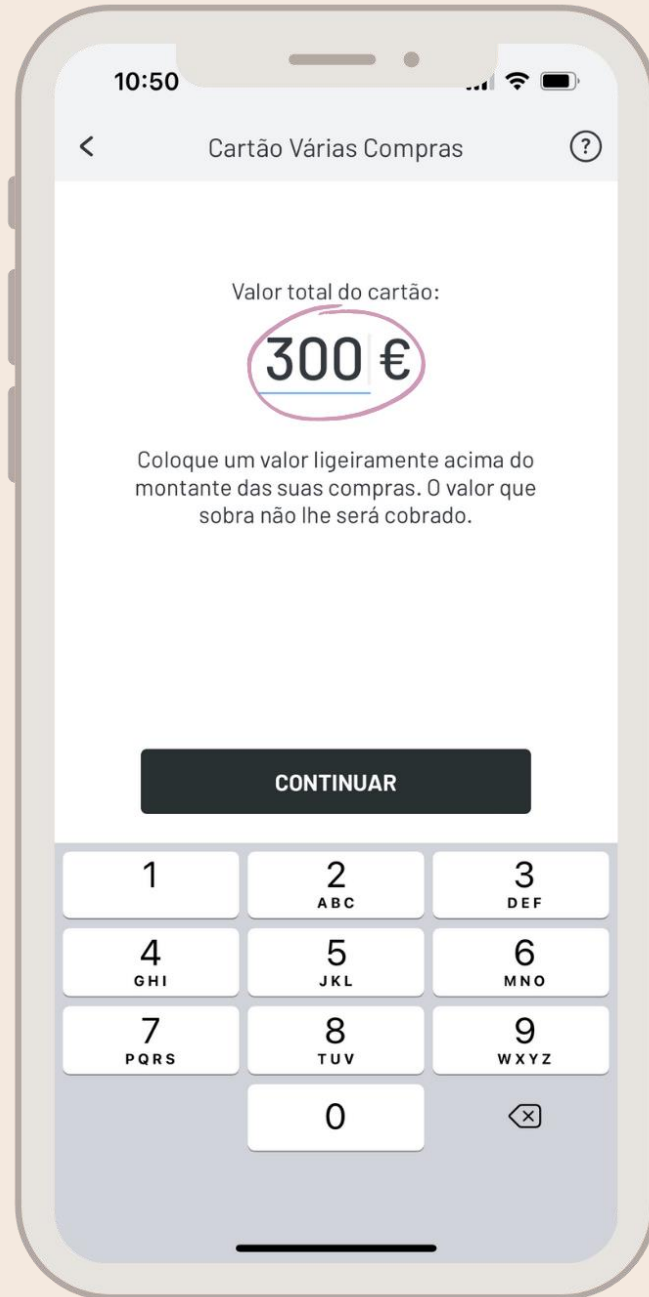 10:50
Cartão Várias Compras
?
Valor total do cartão:
300 €
Coloque um valor ligeiramente acima do
montante das suas compras. O valor que
sobra não lhe será cobrado.
CONTINUAR
1
2
ABC
3
DEF
4
GHI
5
JKL
6
MNO
7
PQRS
8
TUV
9
WXYZ
0